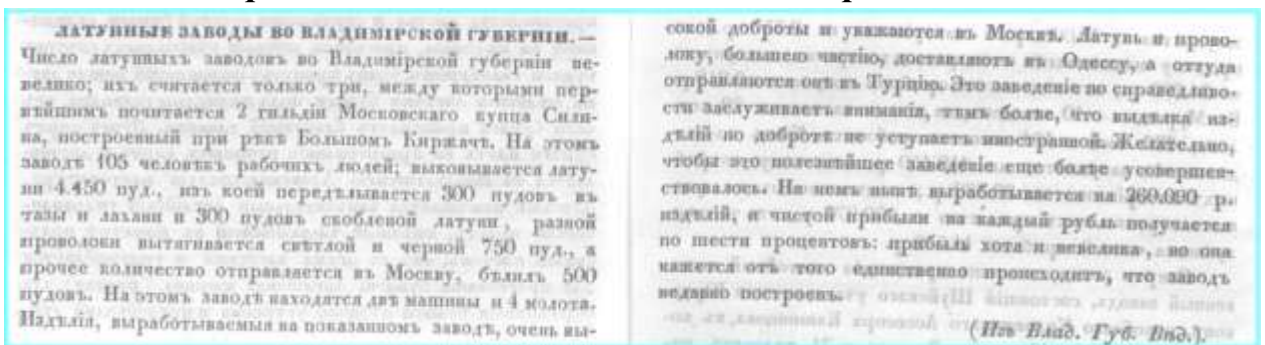 ЛАТУННЫЕ ЗАВОДЫ ВО ВЛАДИМІРСКОЙ ГУБЕРНІИ.—
Число латунныхъ заводовъ во Владимірской губерніи не-
велико; ихъ считается только три, между которыми пер-
вѣйшимъ почитается 2 гильдіи Московскаго купца Сили-
на, построенный при рѣкѣ Большомъ Киржачѣ. На этомъ
заводѣ 105 человѣкъ рабочихъ людей; выковывается лату-
ни 4.450 пуд., изъ коей передѣлывается 300 пудовъ въ
тазы и лахани и 300 пудовъ скобленой латуни, разной
проволоки вытягивается свѣтлой и черной 750 пуд., а
прочее количество отправляется въ Москву, бѣлилъ 500
пудовъ. На этомъ заводѣ находятся двѣ машины и 4 молота.
Издѣлія, выработываемыя на показанномъ заводѣ, очень вы-
сокой доброты и уважаются въ Москвѣ. Латунь и прово-
локу, большею частію, доставляютъ въ Одессу, а оттуда
отправляются онѣ въ Турцію. Это заведеніе по справедливо-
сти заслуживаетъ вниманія, тѣмъ болѣе, что выдѣлка из-
дѣлій по добротѣ не уступаетъ иностранной. Желательно,
чтобы это полезнѣйшее заведеніе еще болѣе усовершен-
ствовалось. На немъ нынѣ выработывается на 260.090 р.
издѣлій, и чистой прибыли на каждый рубль получается
по шести процентовъ: прибыль хотя и невелика, но она
кажется отъ того единственно происходитъ, что заводъ
недавно построенъ.
(Изъ Влад. Губ. Вѣд.).